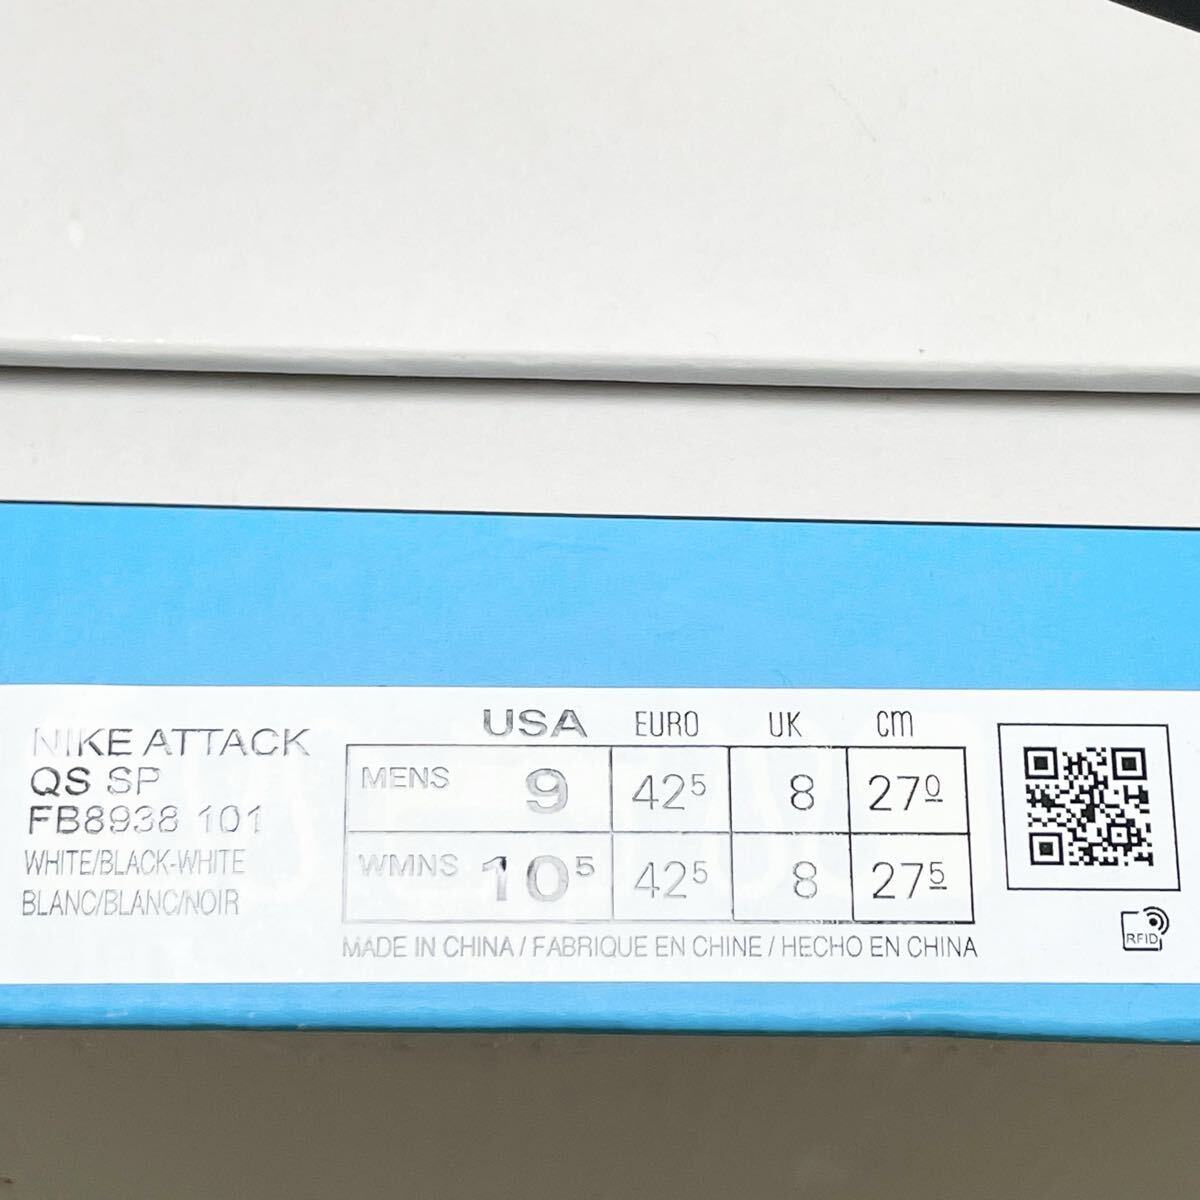 NIKE ATTACK
QS SP
FB8938 101
WHITE/BLACK-WHITE
BLANC/BLANC/NOIR
USA EURO UK cm
MENS 9 42⁵ 8 27⁰
WMNS 10⁵ 42⁵ 8 27⁵
MADE IN CHINA / FABRIQUE EN CHINE / HECHO EN CHINA
RFID